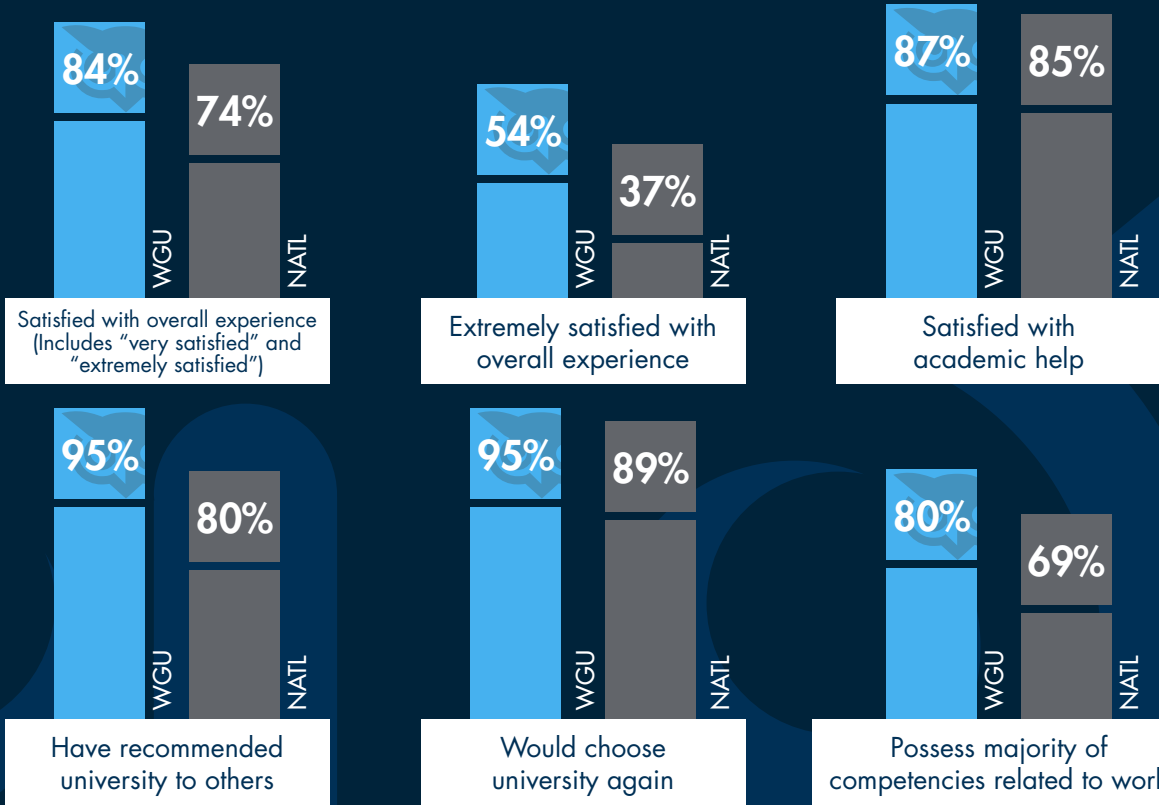 84%
74%
WGU
NATL
Satisfied with overall experience
(Includes “very satisfied” and
“extremely satisfied”)
54%
37%
WGU
NATL
Extremely satisfied with
overall experience
87%
85%
WGU
NATL
Satisfied with
academic help
95%
80%
WGU
NATL
Have recommended
university to others
95%
89%
WGU
NATL
Would choose
university again
80%
69%
WGU
NATL
Possess majority of
competencies related to work